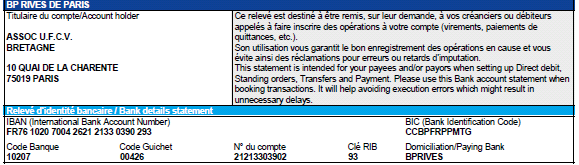 BP RIVES DE PARIS
Titulaire du compte/Account holder
ASSOC U.F.C.V.
BRETAGNE
10 QUAI DE LA CHARENTE
75019 PARIS
Ce relevé est destiné à être remis, sur leur demande, à vos créanciers ou débiteurs
appelés à faire inscrire des opérations à votre compte (virements, paiements de
quittances, etc.).
Son utilisation vous garantit le bon enregistrement des opérations en cause et vous
évite ainsi des réclamations pour erreurs ou retards d'imputation.
This statement is intended for your payees and/or payors when setting up Direct debit,
Standing orders, Transfers and Payment. Please use this Bank account statement when
booking transactions. It will help avoiding execution errors which might result in
unnecessary delays.
Relevé d'identité bancaire / Bank details statement
IBAN (International Bank Account Number) BIC (Bank Identification Code)
FR76 1020 7004 2621 2133 0390 293 CCBPFRPPMTG
Code Banque Code Guichet N° du compte Clé RIB Domiciliation/Paying Bank
10207 00426 21213303902 93 BPRIVES